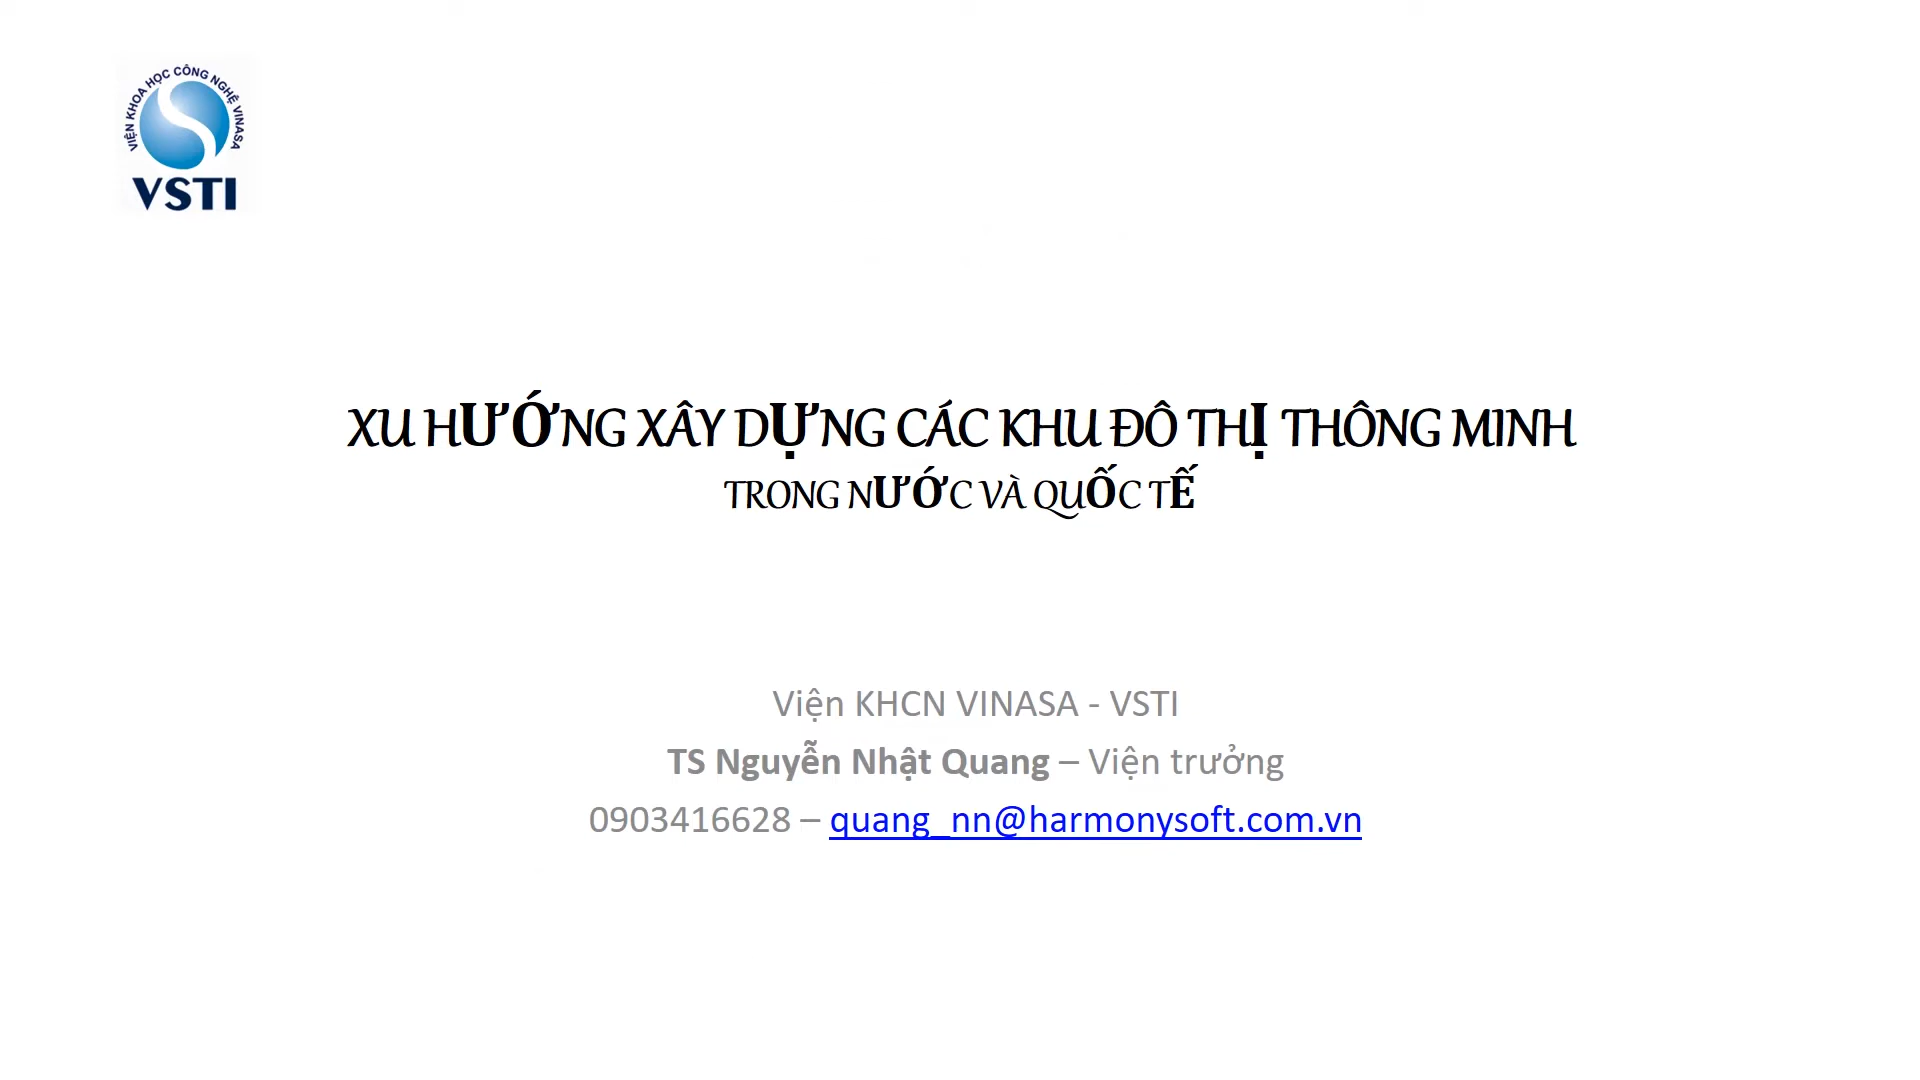 VIỆN KHOA HỌC CÔNG NGHỆ VINASA
VSTI
XU HƯỚNG XÂY DỰNG CÁC KHU ĐÔ THỊ THÔNG MINH
TRONG NƯỚC VÀ QUỐC TẾ
Viện KHCN VINASA - VSTI
TS Nguyễn Nhật Quang – Viện trưởng
0903416628 – quang_nn@harmonysoft.com.vn